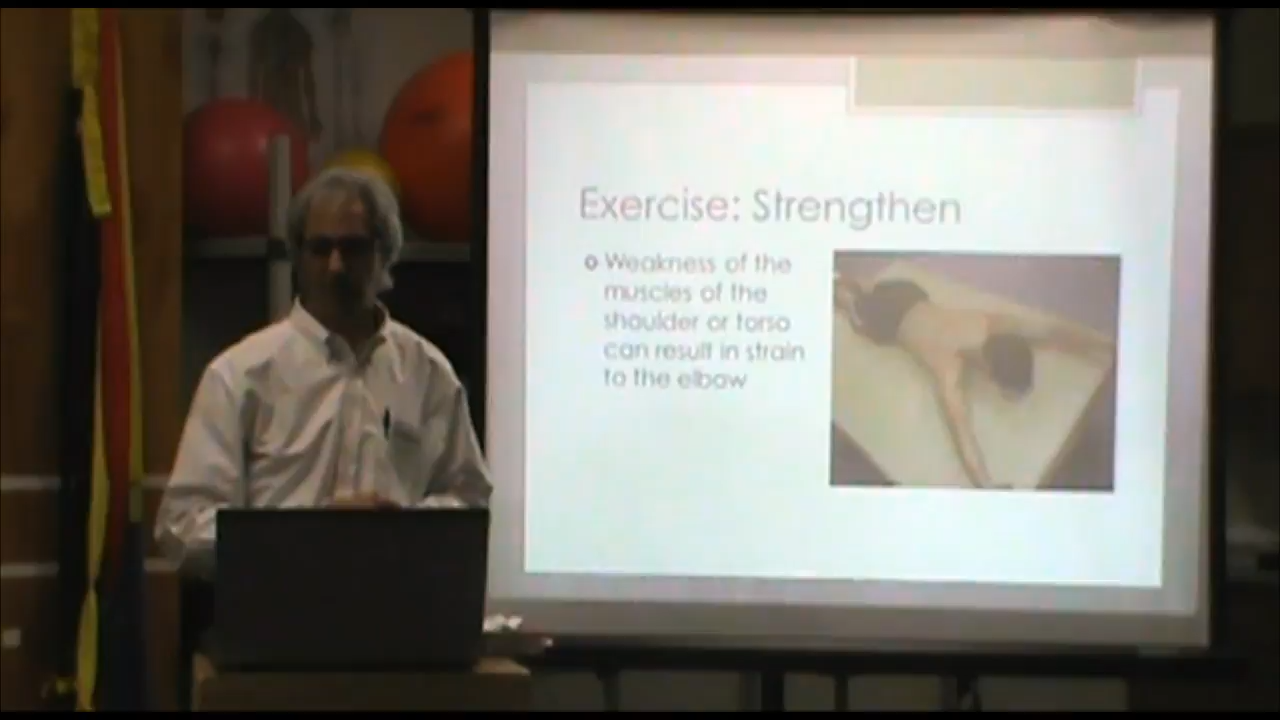 Exercise: Strengthen
Weakness of the
muscles of the
shoulder or torso
can result in strain
to the elbow